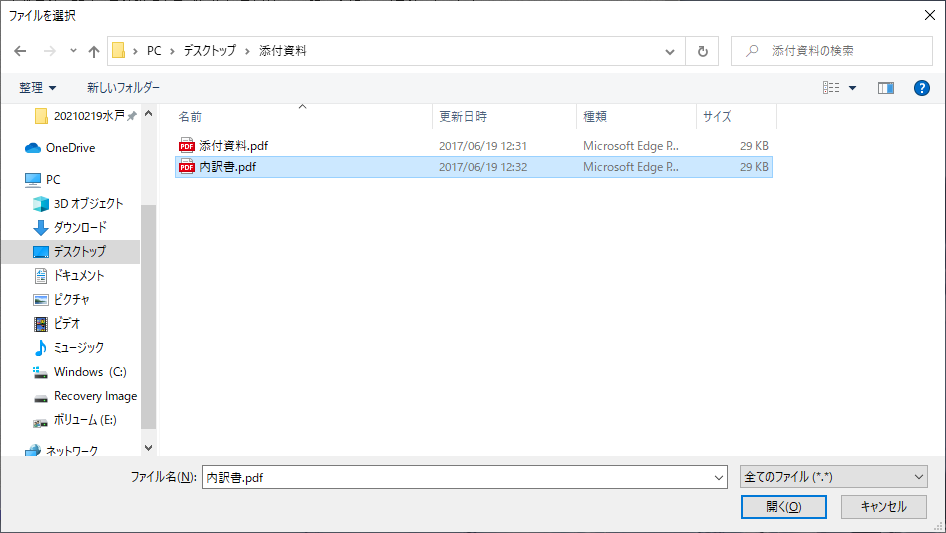 ファイルを選択
PC › デスクトップ › 添付資料
添付資料の検索
整理 新しいフォルダー
20210219水戸
OneDrive
PC
3D オブジェクト
ダウンロード
デスクトップ
ドキュメント
ピクチャ
ビデオ
ミュージック
Windows (C:)
Recovery Image
ボリューム (E:)
ネットワーク
名前 更新日時 種類 サイズ
PDF 添付資料.pdf 2017/06/19 12:31 Microsoft Edge P... 29 KB
PDF 内訳書.pdf 2017/06/19 12:32 Microsoft Edge P... 29 KB
ファイル名(N): 内訳書.pdf 全てのファイル (*.*)
開く(O) キャンセル